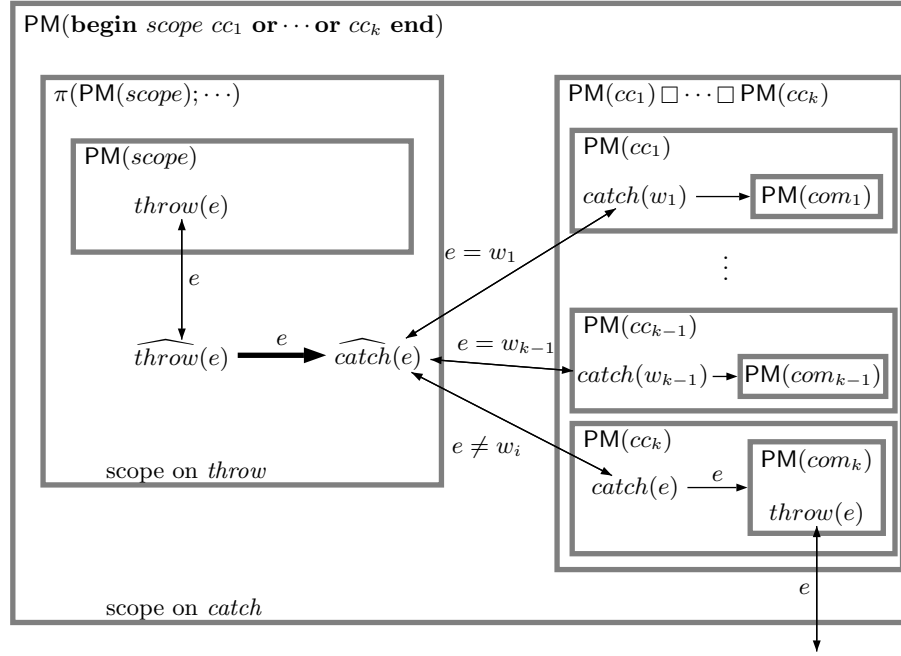 PM(begin scope cc₁ or ⋯ or ccₖ end)
π(PM(scope); ⋯)
PM(scope)
throw(e)
e
\widehat{throw}(e)
e
\widehat{catch}(e)
scope on throw
scope on catch
e = w₁
e = wₖ₋₁
e ≠ wᵢ
PM(cc₁) □ ⋯ □ PM(ccₖ)
PM(cc₁)
catch(w₁)
PM(com₁)
⋮
PM(ccₖ₋₁)
catch(wₖ₋₁)
PM(comₖ₋₁)
PM(ccₖ)
catch(e)
e
PM(comₖ)
throw(e)
e